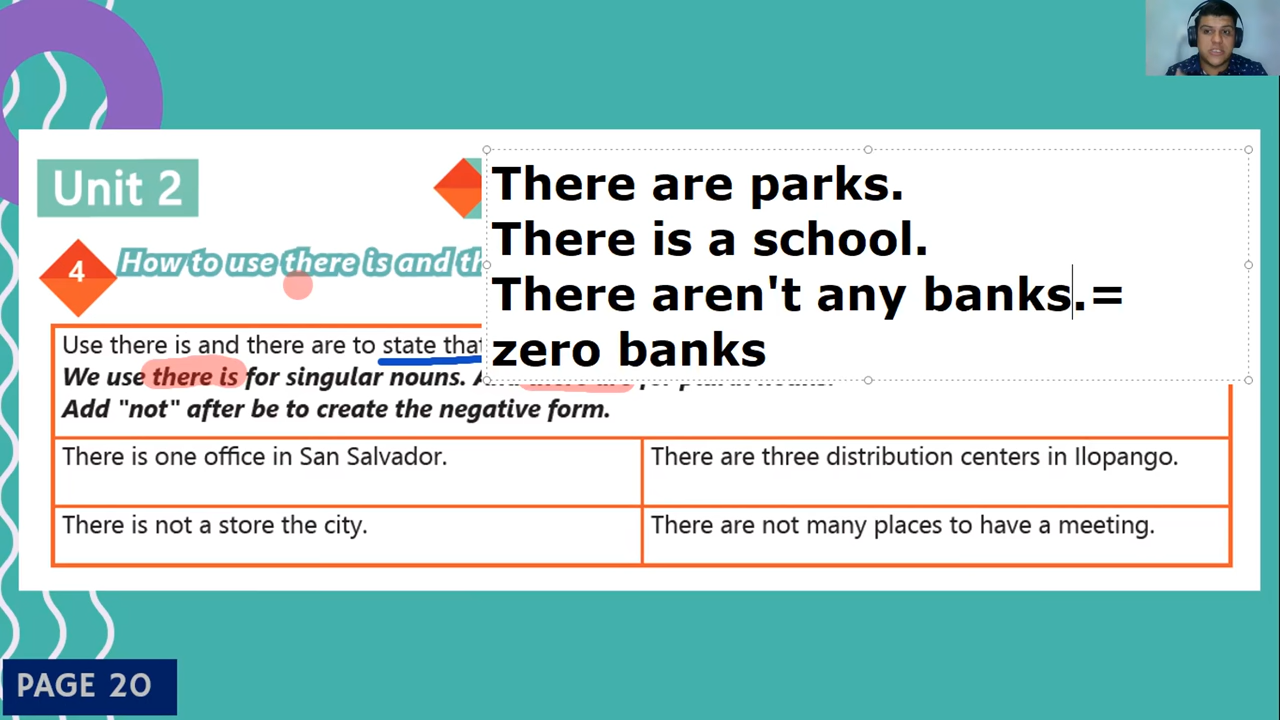 Unit 2
There are parks.
There is a school.
There aren't any banks.=
zero banks
4
How to use there is and th
Use there is and there are to state that
We use there is for singular nouns.
Add "not" after be to create the negative form.
There is one office in San Salvador.
There are three distribution centers in Ilopango.
There is not a store the city.
There are not many places to have a meeting.
PAGE 20